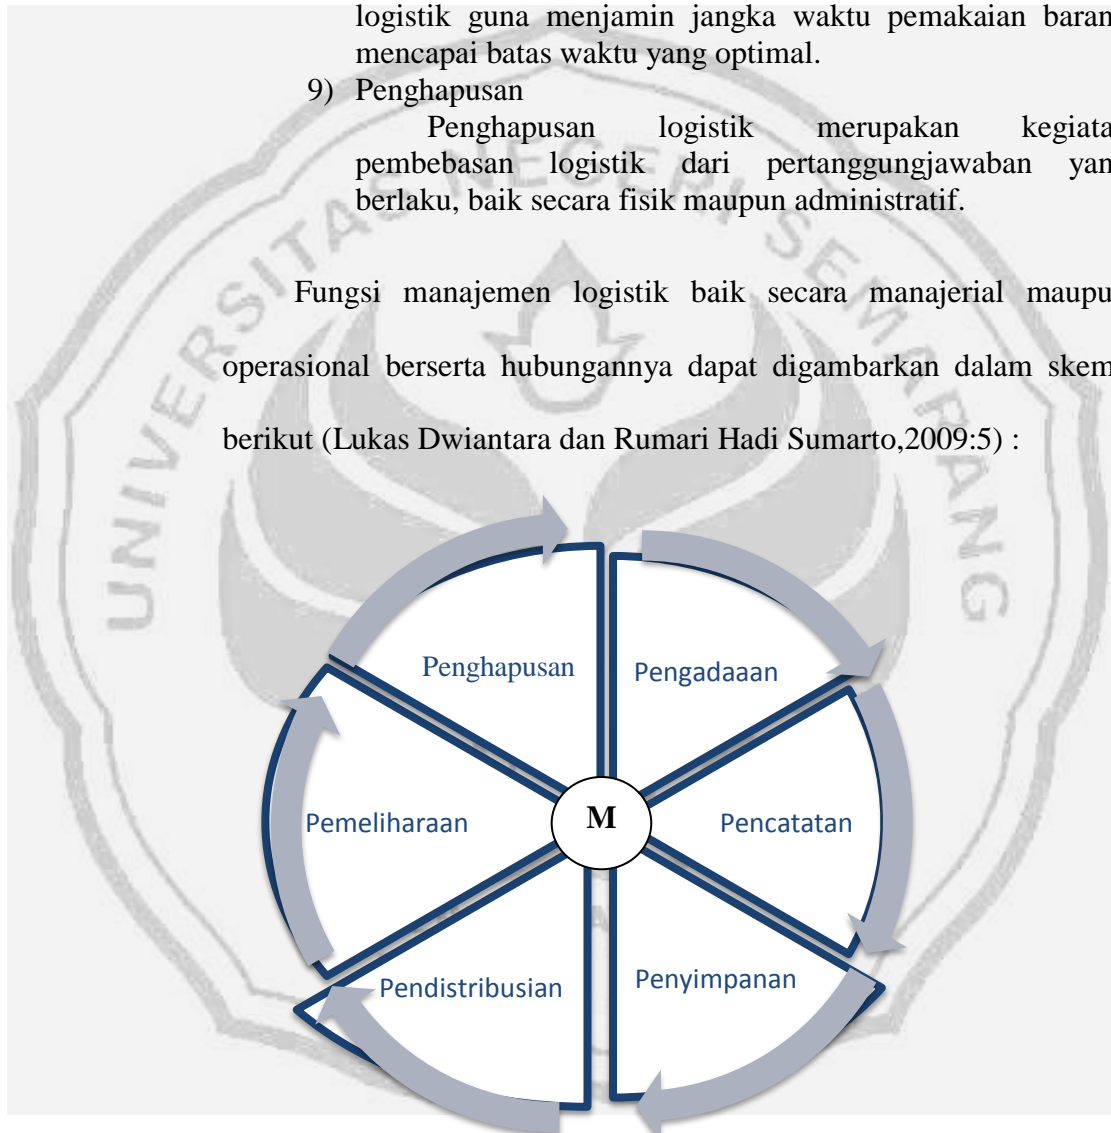 logistik guna menjamin jangka waktu pemakaian baran
mencapai batas waktu yang optimal.
9) Penghapusan
Penghapusan logistik merupakan kegiata
pembebasan logistik dari pertanggungjawaban yan
berlaku, baik secara fisik maupun administratif.
Fungsi manajemen logistik baik secara manajerial maupu
operasional berserta hubungannya dapat digambarkan dalam skem
berikut (Lukas Dwiantara dan Rumari Hadi Sumarto,2009:5) :
UNIVERSITAS NEGERI SEMARANG
Penghapusan
Pengadaaan
Pemeliharaan
M
Pencatatan
Pendistribusian
Penyimpanan